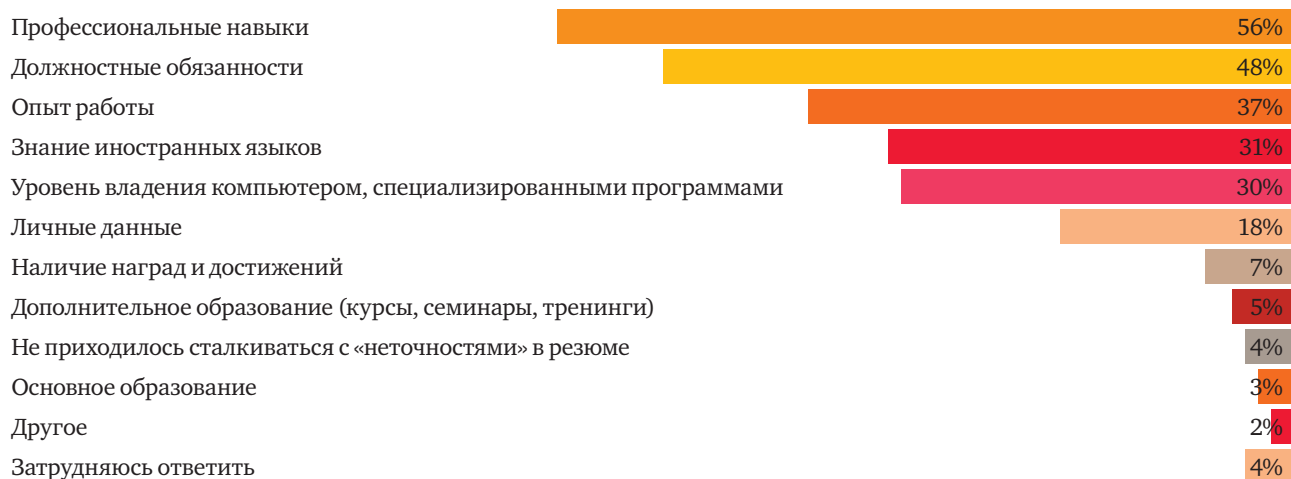 Профессиональные навыки 56%
Должностные обязанности 48%
Опыт работы 37%
Знание иностранных языков 31%
Уровень владения компьютером, специализированными программами 30%
Личные данные 18%
Наличие наград и достижений 7%
Дополнительное образование (курсы, семинары, тренинги) 5%
Не приходилось сталкиваться с «неточностями» в резюме 4%
Основное образование 3%
Другое 2%
Затрудняюсь ответить 4%